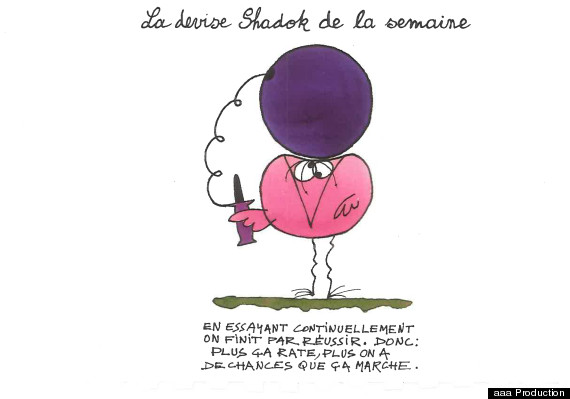 La devise Shadok de la semaine
EN ESSAYANT CONTINUELLEMENT
ON FINIT PAR RÉUSSIR. DONC:
PLUS ÇA RATE, PLUS ON A
DE CHANCES QUE ÇA MARCHE.
aaa Production